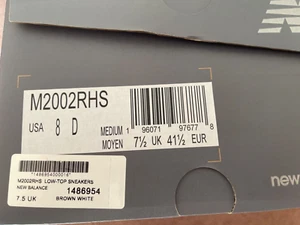 M2002RHS
USA 8 D MEDIUM 1 96071 97677 8
MOYEN 7½ UK 41½ EUR
M2002RHS LOW-TOP SNEAKERS
NEW BALANCE 1486954
7.5 UK BROWN WHITE
new